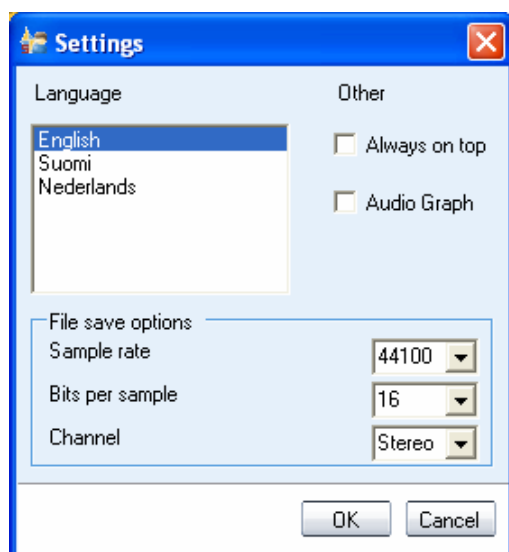 Settings
Language
Other
English
Suomi
Nederlands
Always on top
Audio Graph
File save options
Sample rate
44100
Bits per sample
16
Channel
Stereo
OK
Cancel